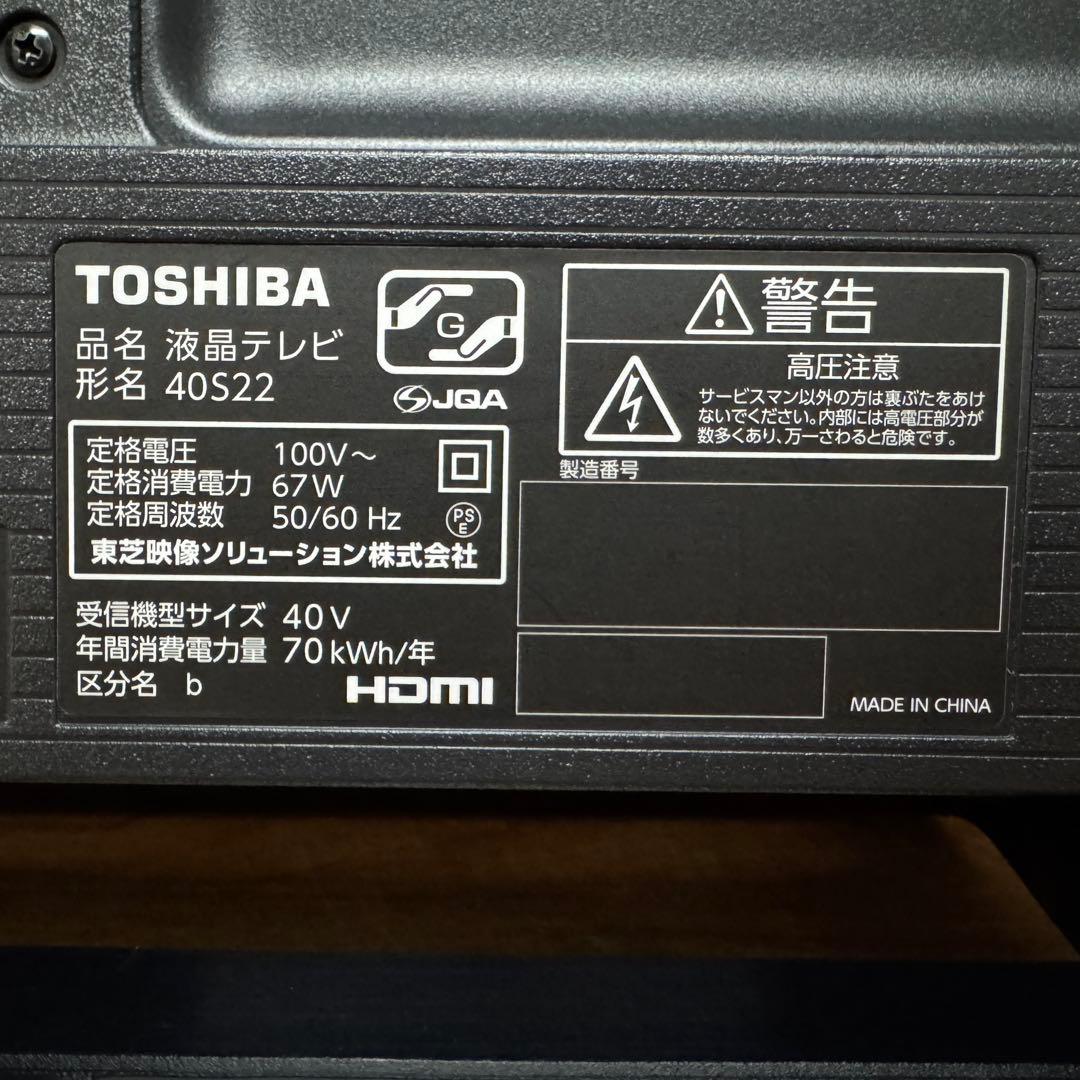 TOSHIBA
品名 液晶テレビ
形名 40S22
G
JQA
定格電圧 100V～
定格消費電力 67W
定格周波数 50/60 Hz
PS
E
東芝映像ソリューション株式会社
受信機型サイズ 40V
年間消費電力量 70kWh/年
区分名 b
HDMI
警告
高圧注意
サービスマン以外の方は裏ぶたをあけ
ないでください。内部には高電圧部分が
数多くあり、万一さわると危険です。
製造番号
MADE IN CHINA